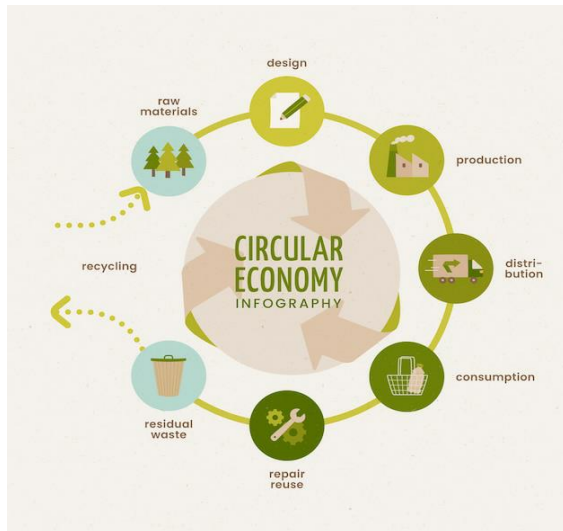 design
raw
materials
production
distri-
bution
consumption
repair
reuse
residual
waste
recycling
CIRCULAR
ECONOMY
INFOGRAPHY